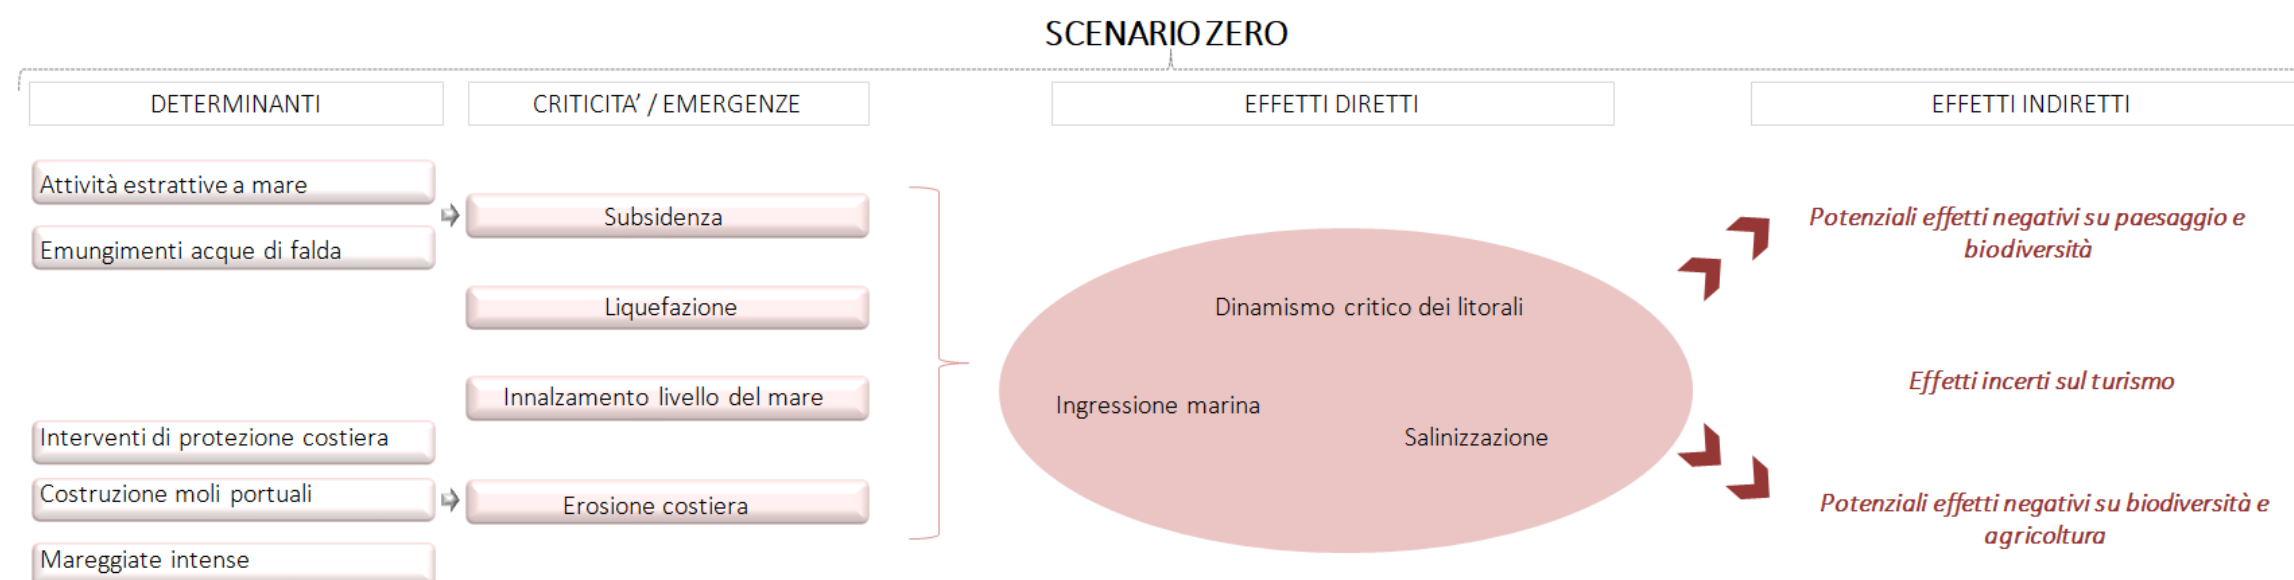 SCENARIO ZERO
DETERMINANTI
CRITICITA’ / EMERGENZE
EFFETTI DIRETTI
EFFETTI INDIRETTI
Attività estrattive a mare
Emungimenti acque di falda
Interventi di protezione costiera
Costruzione moli portuali
Mareggiate intense
Subsidenza
Liquefazione
Innalzamento livello del mare
Erosione costiera
Dinamismo critico dei litorali
Ingressione marina
Salinizzazione
Potenziali effetti negativi su paesaggio e
biodiversità
Effetti incerti sul turismo
Potenziali effetti negativi su biodiversità e
agricoltura